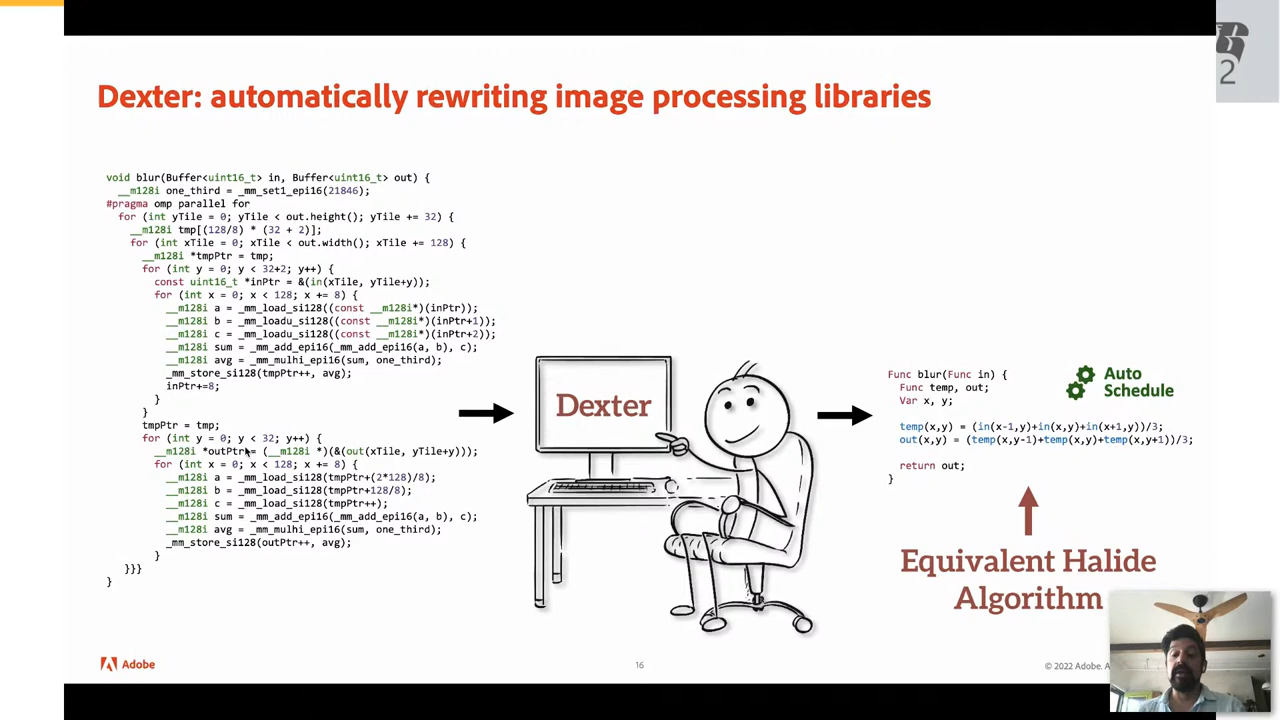 Dexter: automatically rewriting image processing libraries
2
void blur(Buffer<uint16_t> in, Buffer<uint16_t> out) {
__m128i one_third = _mm_set1_epi16(21846);
#pragma omp parallel for
for (int yTile = 0; yTile < out.height(); yTile += 32) {
__m128i tmp[(128/8) * (32 + 2)];
for (int xTile = 0; xTile < out.width(); xTile += 128) {
__m128i *tmpPtr = tmp;
for (int y = 0; y < 32+2; y++) {
const uint16_t *inPtr = &(in(xTile, yTile+y));
for (int x = 0; x < 128; x += 8) {
__m128i a = _mm_load_si128((const __m128i*)(inPtr));
__m128i b = _mm_loadu_si128((const __m128i*)(inPtr+1));
__m128i c = _mm_loadu_si128((const __m128i*)(inPtr+2));
__m128i sum = _mm_add_epi16(_mm_add_epi16(a, b), c);
__m128i avg = _mm_mulhi_epi16(sum, one_third);
_mm_store_si128(tmpPtr++, avg);
inPtr+=8;
}
}
tmpPtr = tmp;
for (int y = 0; y < 32; y++) {
__m128i *outPtr = (__m128i *)(&(out(xTile, yTile+y)));
for (int x = 0; x < 128; x += 8) {
__m128i a = _mm_load_si128(tmpPtr+(2*128)/8);
__m128i b = _mm_load_si128(tmpPtr+128/8);
__m128i c = _mm_load_si128(tmpPtr++);
__m128i sum = _mm_add_epi16(_mm_add_epi16(a, b), c);
__m128i avg = _mm_mulhi_epi16(sum, one_third);
_mm_store_si128(outPtr++, avg);
}
}}}
}
Dexter
Auto
Schedule
Func blur(Func in) {
Func temp, out;
Var x, y;
temp(x,y) = (in(x-1,y)+in(x,y)+in(x+1,y))/3;
out(x,y) = (temp(x,y-1)+temp(x,y)+temp(x,y+1))/3;
return out;
}
Equivalent Halide
Algorithm
Adobe
16
© 2022 Adobe.